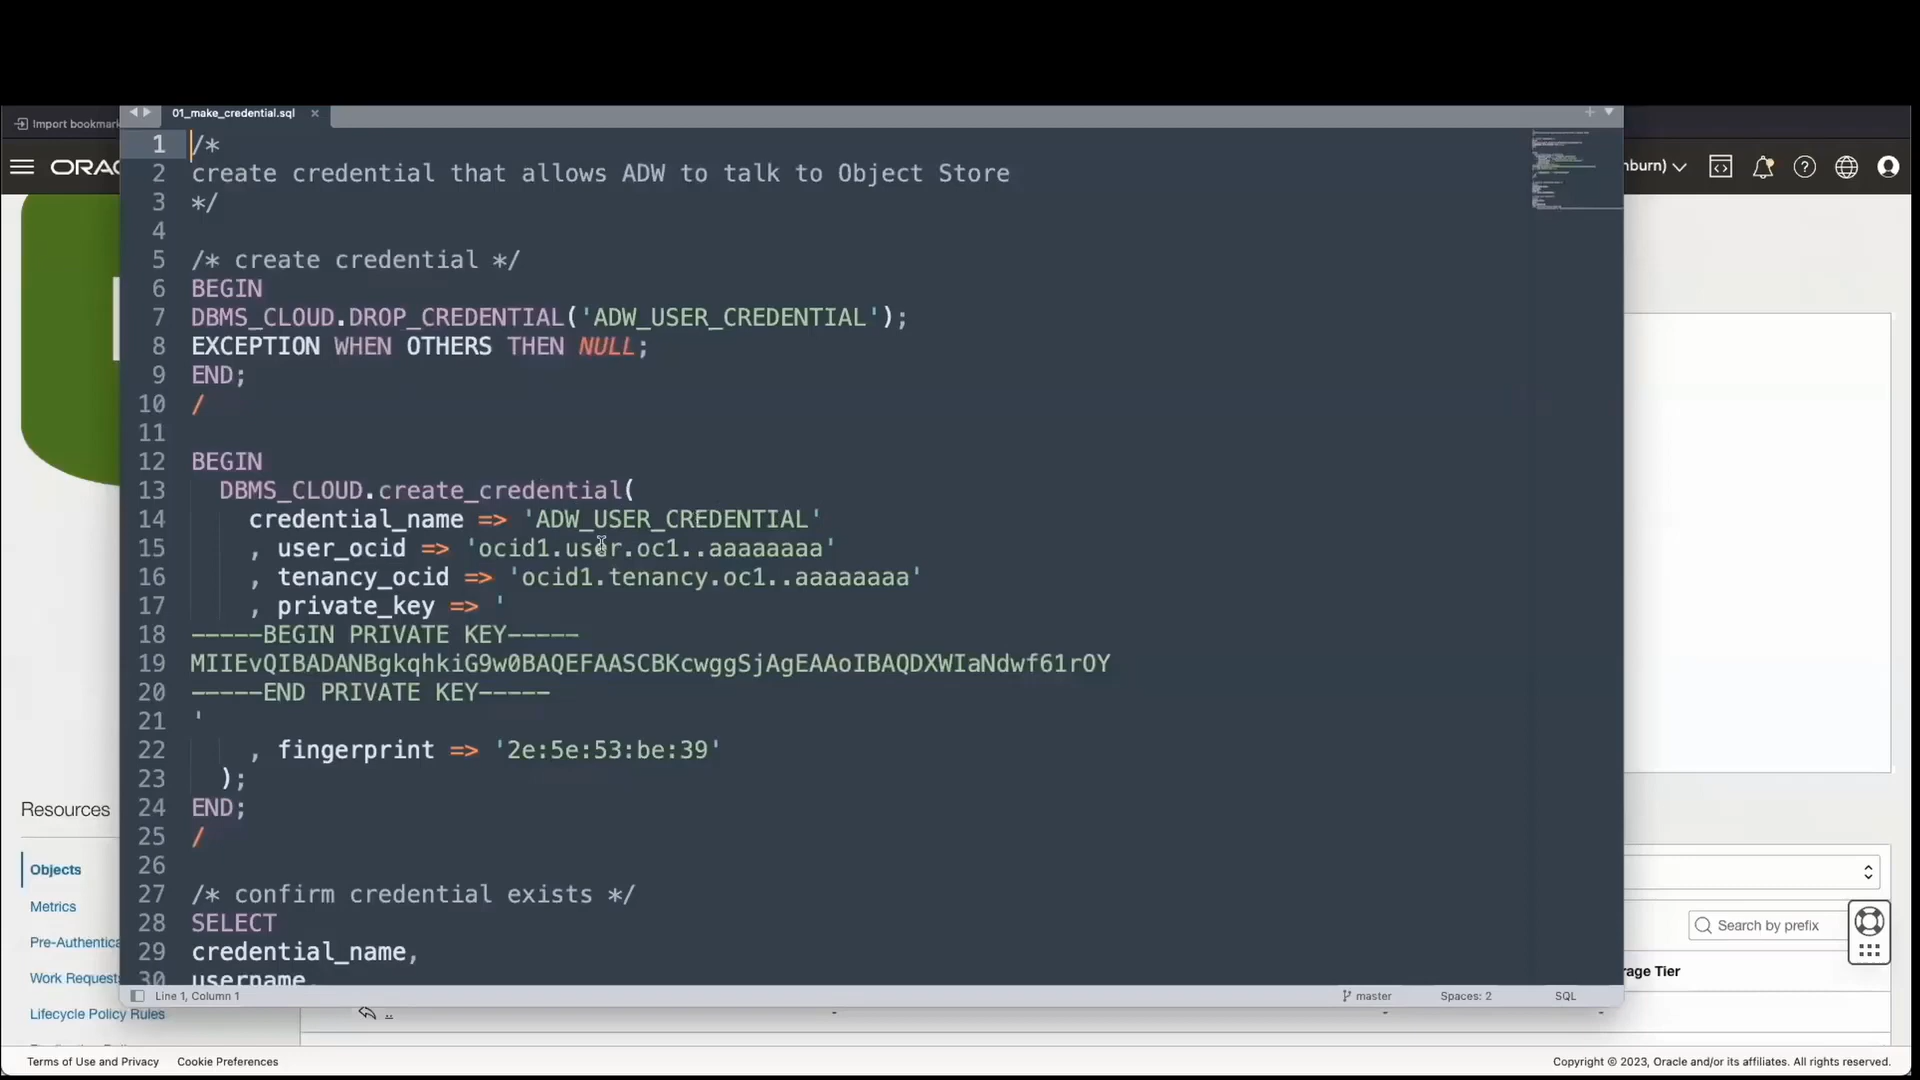 01_make_credential.sql
Import bookmark
ORA
nburn)
1 /*
2 create credential that allows ADW to talk to Object Store
3 */
4
5 /* create credential */
6 BEGIN
7 DBMS_CLOUD.DROP_CREDENTIAL('ADW_USER_CREDENTIAL');
8 EXCEPTION WHEN OTHERS THEN NULL;
9 END;
10 /
11
12 BEGIN
13 DBMS_CLOUD.create_credential(
14 credential_name => 'ADW_USER_CREDENTIAL'
15 , user_ocid => 'ocid1.user.oc1..aaaaaaaa'
16 , tenancy_ocid => 'ocid1.tenancy.oc1..aaaaaaaa'
17 , private_key => '
18 -----BEGIN PRIVATE KEY-----
19 MIIEvQIBADANBgkqhkiG9w0BAQEFAASCBKcwggSjAgEAAoIBAQDXWIaNdwf61rOY
20 -----END PRIVATE KEY-----
21 '
22 , fingerprint => '2e:5e:53:be:39'
23 );
24 END;
25 /
26
27 /* confirm credential exists */
28 SELECT
29 credential_name,
30 username,
Line 1, Column 1
master
Spaces: 2
SQL
Resources
Objects
Metrics
Pre-Authentica
Work Requests
Lifecycle Policy Rules
Search by prefix
rage Tier
..
Terms of Use and Privacy
Cookie Preferences
Copyright © 2023, Oracle and/or its affiliates. All rights reserved.